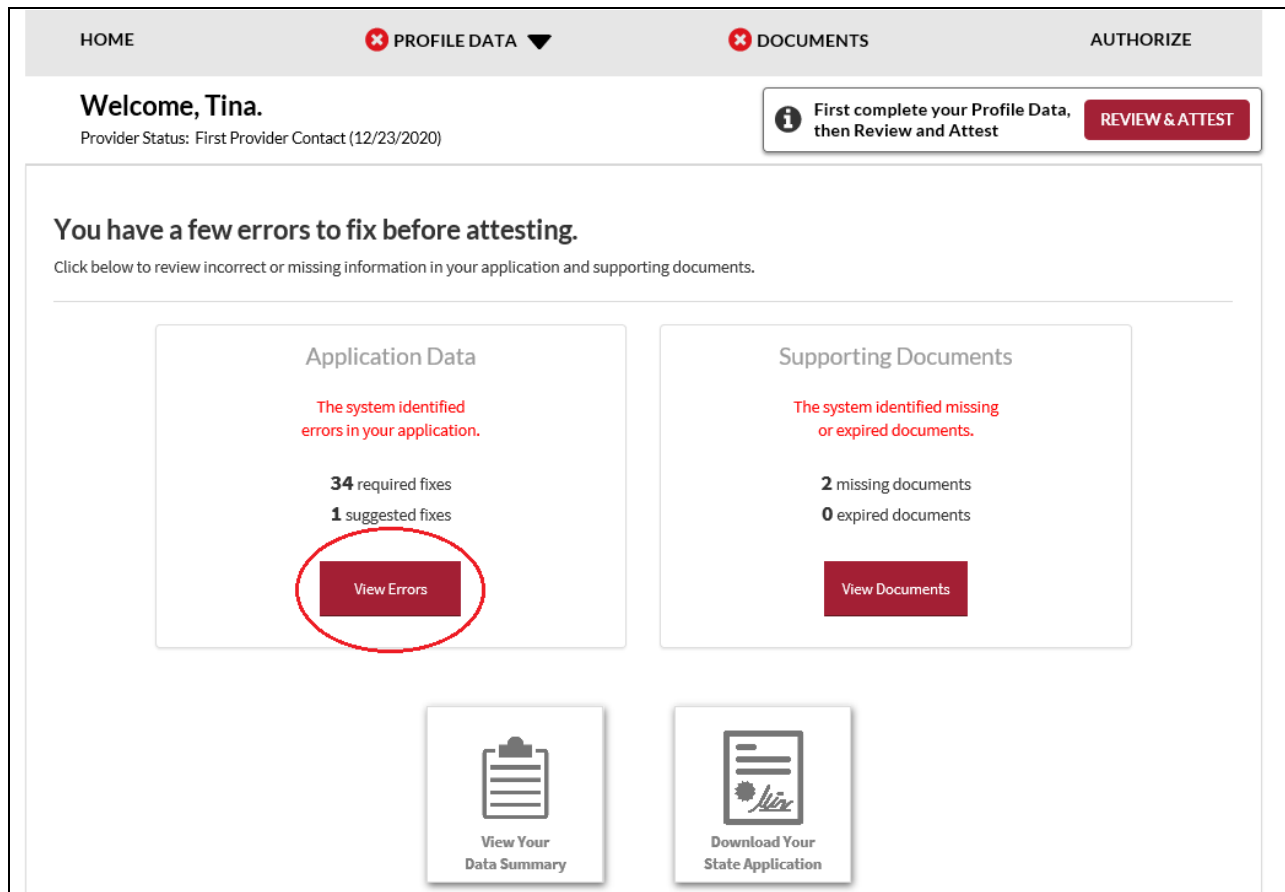 HOME
PROFILE DATA
DOCUMENTS
AUTHORIZE
Welcome, Tina.
Provider Status: First Provider Contact (12/23/2020)
First complete your Profile Data,
then Review and Attest
REVIEW & ATTEST
You have a few errors to fix before attesting.
Click below to review incorrect or missing information in your application and supporting documents.
Application Data
The system identified
errors in your application.
34 required fixes
1 suggested fixes
View Errors
Supporting Documents
The system identified missing
or expired documents.
2 missing documents
0 expired documents
View Documents
View Your
Data Summary
Download Your
State Application